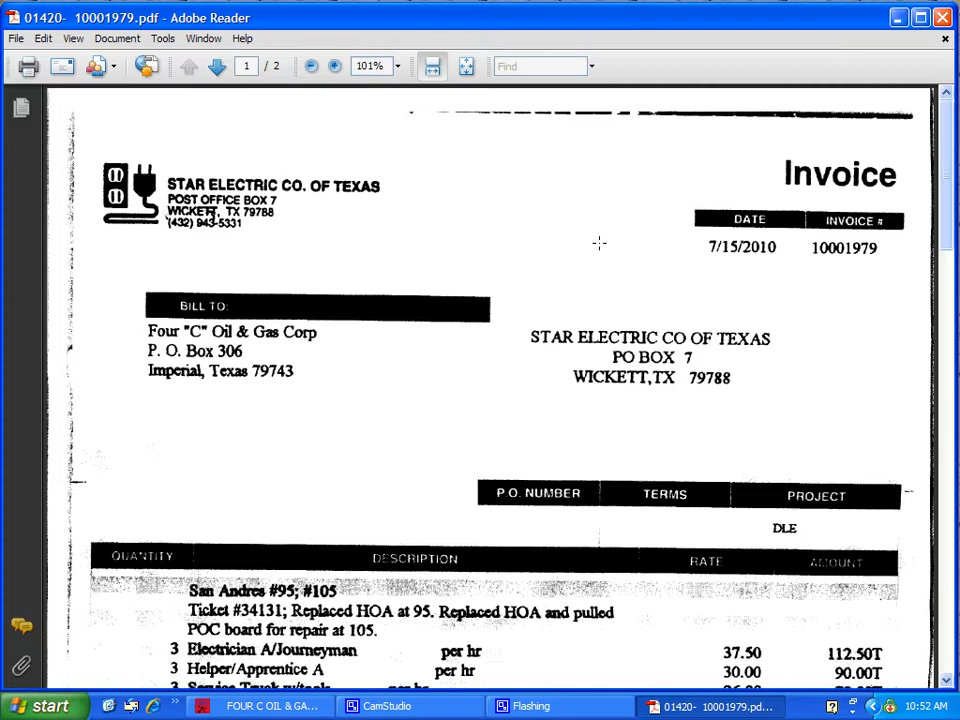 01420- 10001979.pdf - Adobe Reader
File Edit View Document Tools Window Help
1 / 2 101% Find
Invoice
STAR ELECTRIC CO. OF TEXAS
POST OFFICE BOX 7
WICKETT, TX 79788
(432) 943-5331
DATE INVOICE #
7/15/2010 10001979
BILL TO:
Four "C" Oil & Gas Corp
P. O. Box 306
Imperial, Texas 79743
STAR ELECTRIC CO OF TEXAS
PO BOX 7
WICKETT,TX 79788
P.O. NUMBER TERMS PROJECT
DLE
QUANTITY DESCRIPTION RATE AMOUNT
San Andres #95; #105
Ticket #34131; Replaced HOA at 95. Replaced HOA and pulled
POC board for repair at 105.
3 Electrician A/Journeyman per hr 37.50 112.50T
3 Helper/Apprentice A per hr 30.00 90.00T
start FOUR C OIL & GA... CamStudio Flashing 01420- 10001979.pd... 10:52 AM